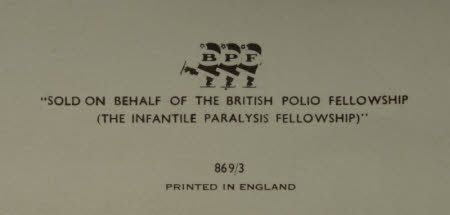 BPF
"SOLD ON BEHALF OF THE BRITISH POLIO FELLOWSHIP
(THE INFANTILE PARALYSIS FELLOWSHIP)"
869/3
PRINTED IN ENGLAND